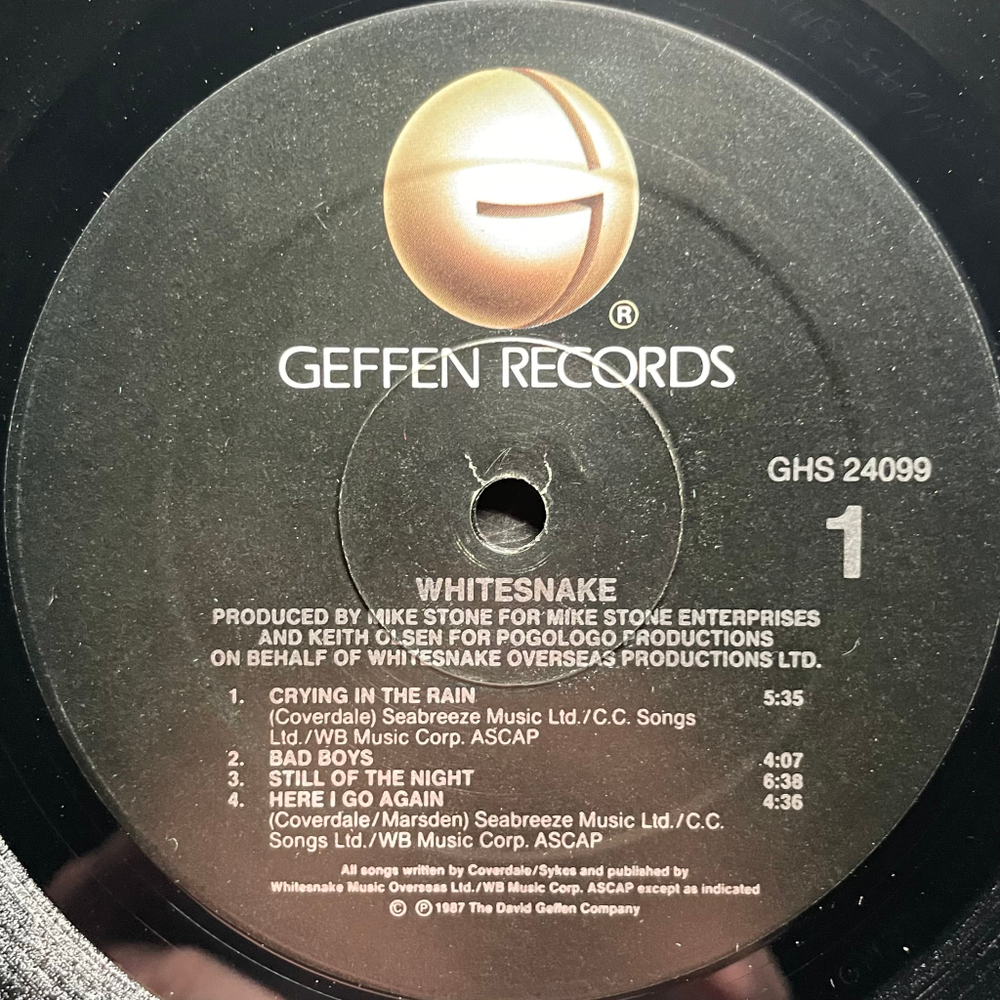 ®
GEFFEN RECORDS
GHS 24099
1
WHITESNAKE
PRODUCED BY MIKE STONE FOR MIKE STONE ENTERPRISES
AND KEITH OLSEN FOR POGOLOGO PRODUCTIONS
ON BEHALF OF WHITESNAKE OVERSEAS PRODUCTIONS LTD.
1. CRYING IN THE RAIN 5:35
(Coverdale) Seabreeze Music Ltd./C.C. Songs
Ltd./WB Music Corp. ASCAP
2. BAD BOYS 4:07
3. STILL OF THE NIGHT 6:38
4. HERE I GO AGAIN 4:36
(Coverdale/Marsden) Seabreeze Music Ltd./C.C.
Songs Ltd./WB Music Corp. ASCAP
All songs written by Coverdale/Sykes and published by
Whitesnake Music Overseas Ltd./WB Music Corp. ASCAP except as indicated
© ℗ 1987 The David Geffen Company